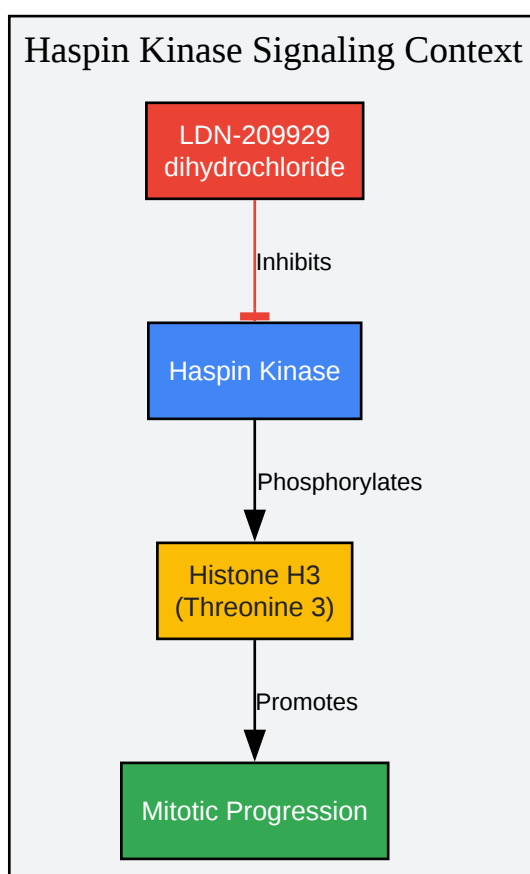 Haspin Kinase Signaling Context
LDN-209929
dihydrochloride
Inhibits
Haspin Kinase
Phosphorylates
Histone H3
(Threonine 3)
Promotes
Mitotic Progression